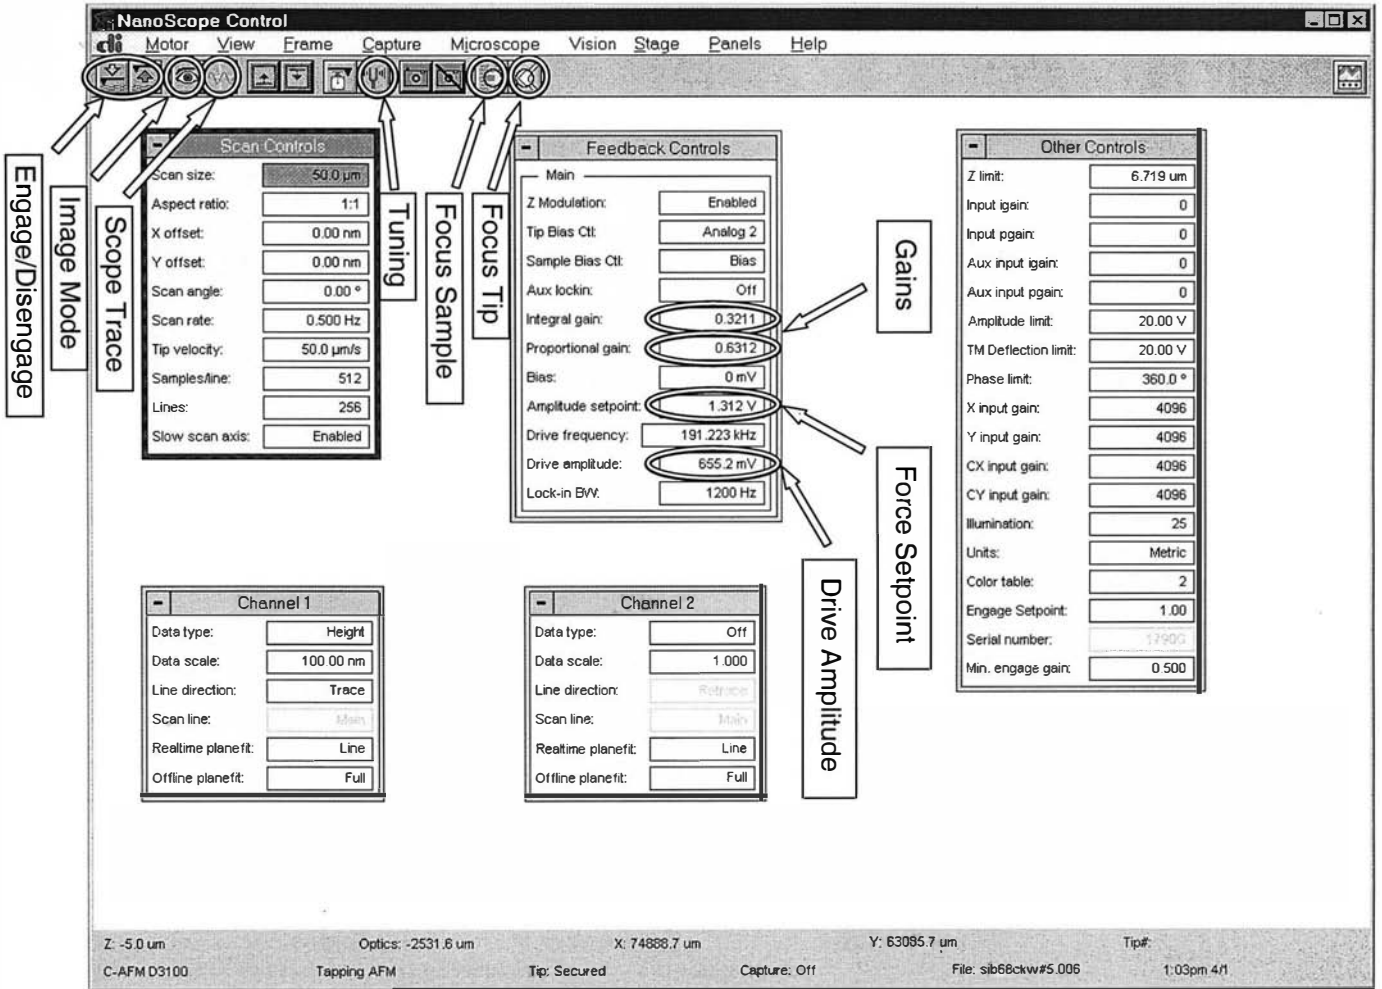 NanoScope Control
di Motor View Frame Capture Microscope Vision Stage Panels Help
Engage/Disengage
Image Mode
Scope Trace
Tuning
Focus Sample
Focus Tip
Gains
Force Setpoint
Drive Amplitude
Scan Controls
Scan size: 50.0 µm
Aspect ratio: 1:1
X offset: 0.00 nm
Y offset: 0.00 nm
Scan angle: 0.00 °
Scan rate: 0.500 Hz
Tip velocity: 50.0 µm/s
Samples/line: 512
Lines: 256
Slow scan axis: Enabled
Feedback Controls
Main
Z Modulation: Enabled
Tip Bias Ctl: Analog 2
Sample Bias Ctl: Bias
Aux lockin: Off
Integral gain: 0.3211
Proportional gain: 0.6312
Bias: 0 mV
Amplitude setpoint: 1.312 V
Drive frequency: 191.223 kHz
Drive amplitude: 655.2 mV
Lock-in BW: 1200 Hz
Other Controls
Z limit: 6.719 um
Input igain: 0
Input pgain: 0
Aux input igain: 0
Aux input pgain: 0
Amplitude limit: 20.00 V
TM Deflection limit: 20.00 V
Phase limit: 360.0 °
X input gain: 4096
Y input gain: 4096
CX input gain: 4096
CY input gain: 4096
Illumination: 25
Units: Metric
Color table: 2
Engage Setpoint: 1.00
Serial number:
Min. engage gain: 0.500
Channel 1
Data type: Height
Data scale: 100.00 nm
Line direction: Trace
Scan line: Main
Realtime planefit: Line
Offline planefit: Full
Channel 2
Data type: Off
Data scale: 1.000
Line direction: Retrace
Scan line: Main
Realtime planefit: Line
Offline planefit: Full
Z: -5.0 um Optics: -2531.6 um X: 74888.7 um Y: 63085.7 um Tip#:
C-AFM D3100 Tapping AFM Tip: Secured Capture: Off File: sib68ckw#5.006 1:03pm 4/1